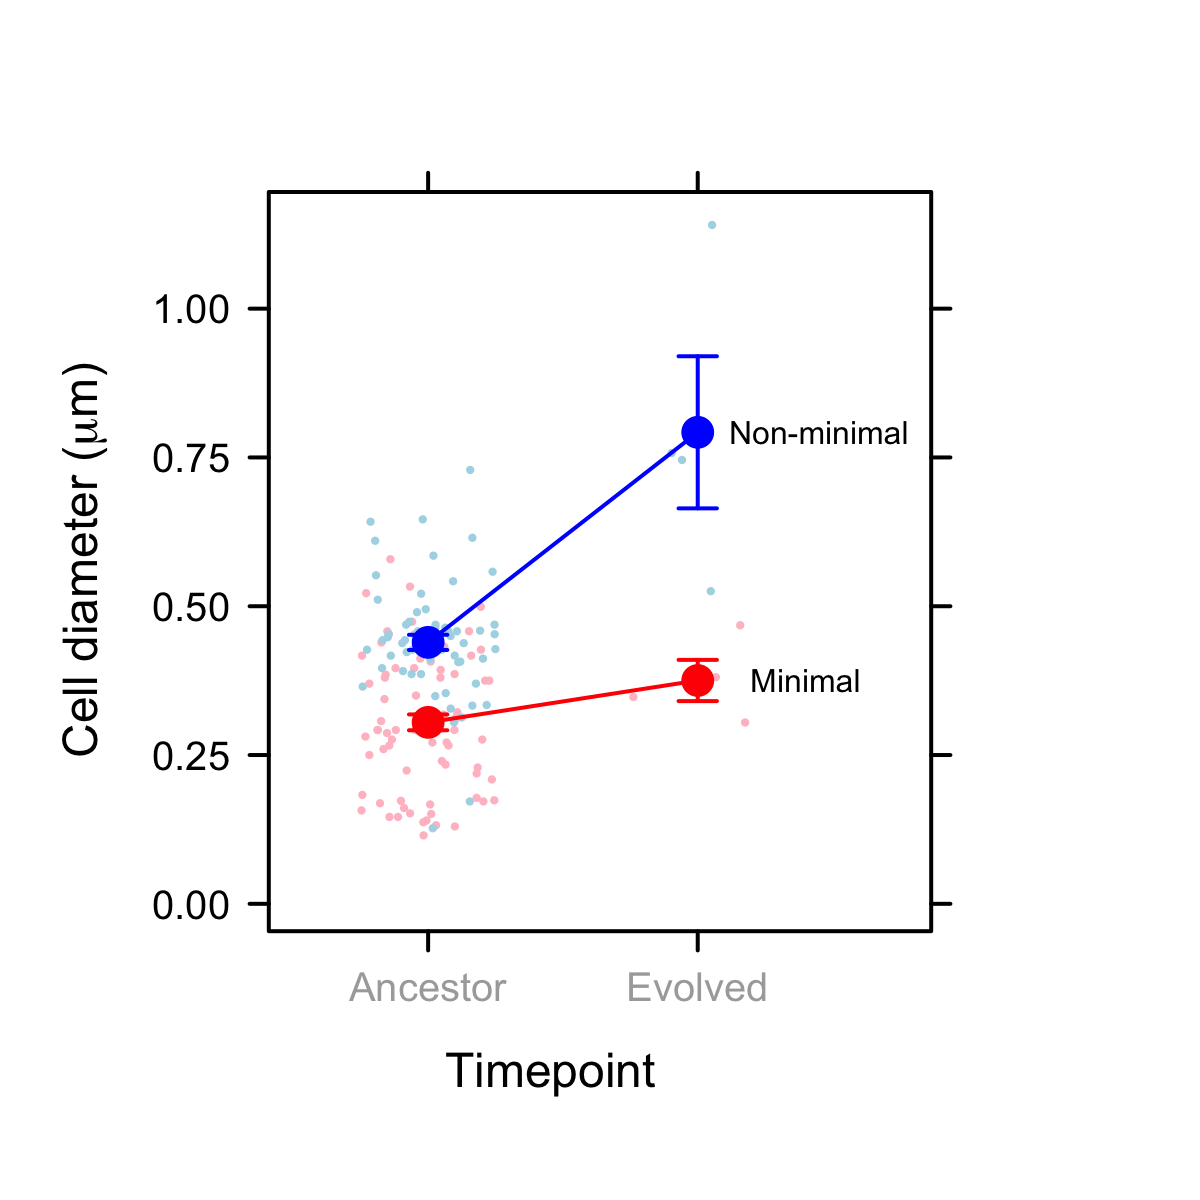 1.00
0.75
0.50
0.25
0.00
Cell diameter (μm)
Non-minimal
Minimal
Ancestor
Evolved
Timepoint